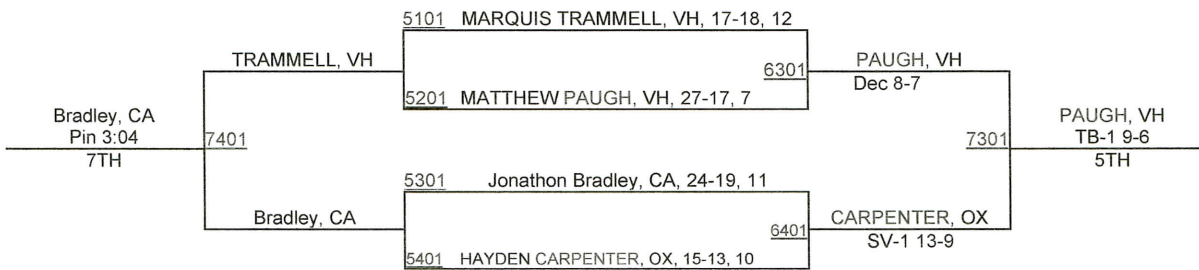 5101 MARQUIS TRAMMELL, VH, 17-18, 12
TRAMMELL, VH
6301
PAUGH, VH
Dec 8-7
5201 MATTHEW PAUGH, VH, 27-17, 7
Bradley, CA
Pin 3:04
7TH
7401
7301
PAUGH, VH
TB-1 9-6
5TH
5301 Jonathon Bradley, CA, 24-19, 11
Bradley, CA
6401
CARPENTER, OX
SV-1 13-9
5401 HAYDEN CARPENTER, OX, 15-13, 10